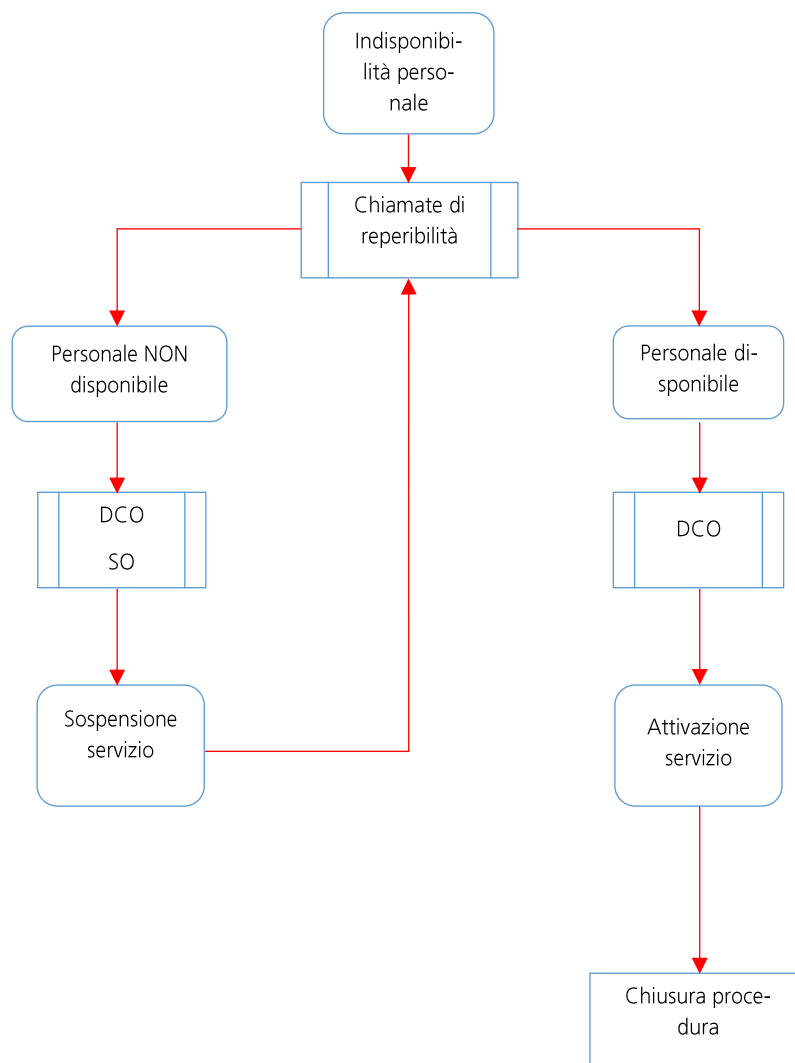 Indisponibi-
lità perso-
nale
Chiamate di
reperibilità
Personale NON
disponibile
Personale di-
sponibile
DCO
SO
DCO
Sospensione
servizio
Attivazione
servizio
Chiusura proce-
dura